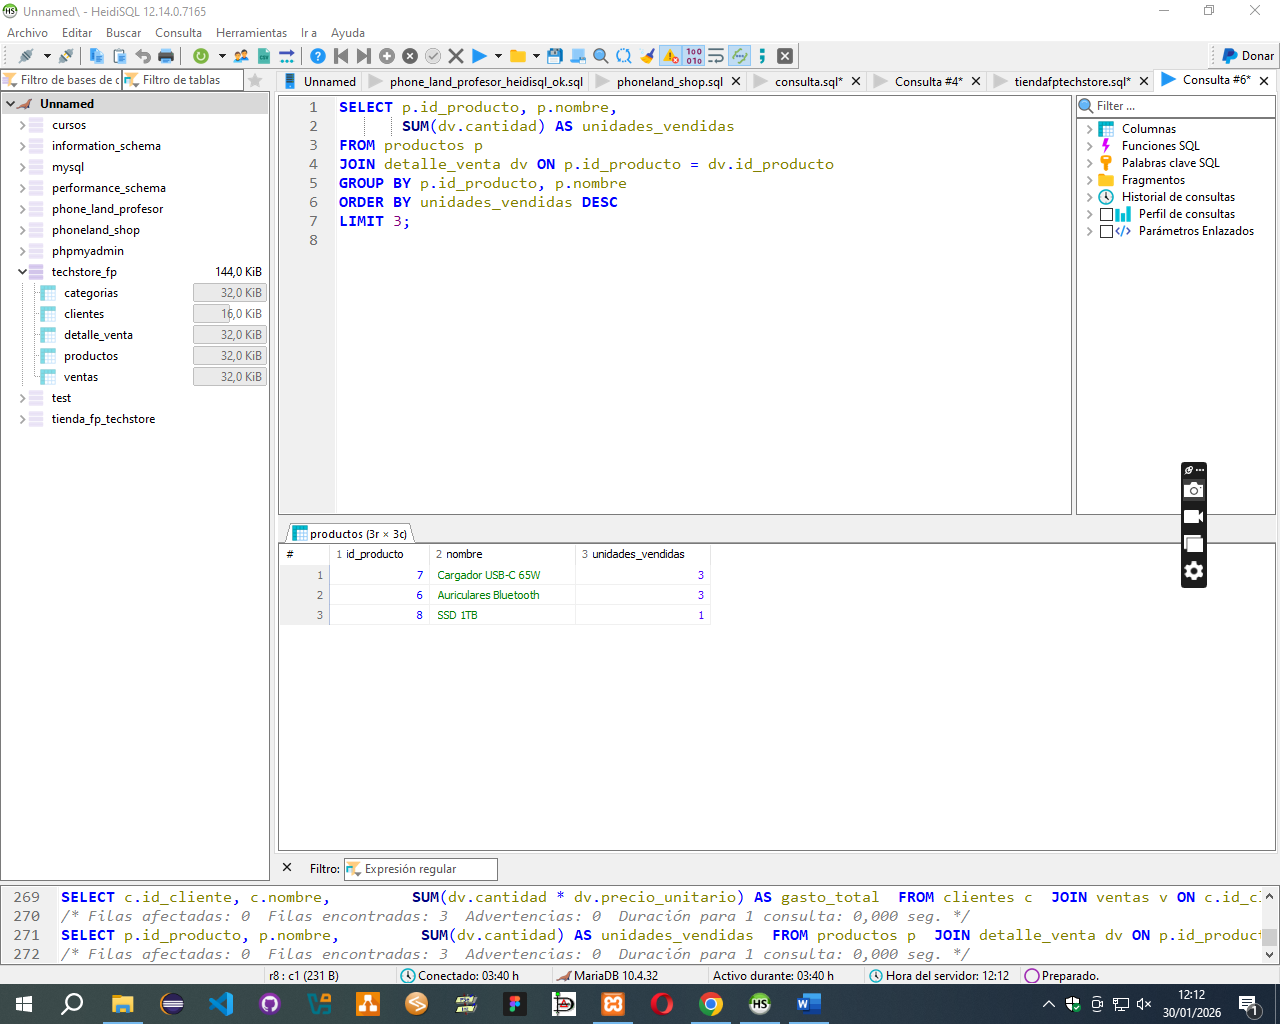 Unnamed\ - HeidiSQL 12.14.0.7165
Archivo Editar Buscar Consulta Herramientas Ir a Ayuda
Donar
Filtro de bases de d Filtro de tablas
Unnamed phone_land_profesor_heidisql_ok.sql phoneland_shop.sql consulta.sql* Consulta #4* tiendafptechstore.sql* Consulta #6*
Unnamed
cursos
information_schema
mysql
performance_schema
phone_land_profesor
phoneland_shop
phpmyadmin
techstore_fp 144,0 KiB
categorias 32,0 KiB
clientes 16,0 KiB
detalle_venta 32,0 KiB
productos 32,0 KiB
ventas 32,0 KiB
test
tienda_fp_techstore
1 SELECT p.id_producto, p.nombre,
2 SUM(dv.cantidad) AS unidades_vendidas
3 FROM productos p
4 JOIN detalle_venta dv ON p.id_producto = dv.id_producto
5 GROUP BY p.id_producto, p.nombre
6 ORDER BY unidades_vendidas DESC
7 LIMIT 3;
8
Filter ...
Columnas
Funciones SQL
Palabras clave SQL
Fragmentos
Historial de consultas
Perfil de consultas
Parámetros Enlazados
productos (3r × 3c)
# 1 id_producto 2 nombre 3 unidades_vendidas
1 7 Cargador USB-C 65W 3
2 6 Auriculares Bluetooth 3
3 8 SSD 1TB 1
Filtro: Expresión regular
269 SELECT c.id_cliente, c.nombre, SUM(dv.cantidad * dv.precio_unitario) AS gasto_total FROM clientes c JOIN ventas v ON c.id_cl
270 /* Filas afectadas: 0 Filas encontradas: 3 Advertencias: 0 Duración para 1 consulta: 0,000 seg. */
271 SELECT p.id_producto, p.nombre, SUM(dv.cantidad) AS unidades_vendidas FROM productos p JOIN detalle_venta dv ON p.id_product
272 /* Filas afectadas: 0 Filas encontradas: 3 Advertencias: 0 Duración para 1 consulta: 0,000 seg. */
r8 : c1 (231 B) Conectado: 03:40 h MariaDB 10.4.32 Activo durante: 03:40 h Hora del servidor: 12:12 Preparado.
12:12
30/01/2026
1